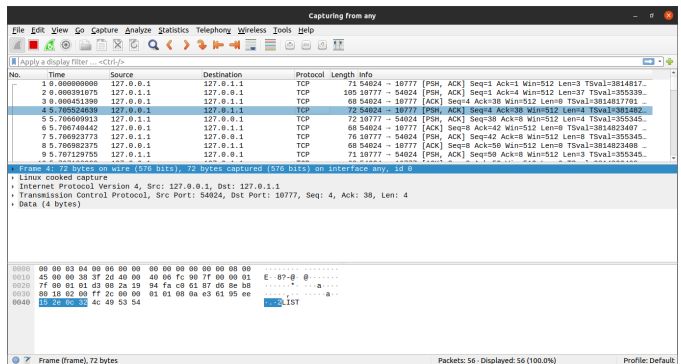 Capturing from any
File Edit View Go Capture Analyze Statistics Telephony Wireless Tools Help
Apply a display filter ... <Ctrl-/>
No. Time Source Destination Protocol Length Info
1 0.000000000 127.0.0.1 127.0.1.1 TCP 71 54024 → 10777 [PSH, ACK] Seq=1 Ack=1 Win=512 Len=3 TSval=3814817…
2 0.000391075 127.0.1.1 127.0.0.1 TCP 105 10777 → 54024 [PSH, ACK] Seq=1 Ack=4 Win=512 Len=37 TSval=355339…
3 0.000451390 127.0.0.1 127.0.1.1 TCP 68 54024 → 10777 [ACK] Seq=4 Ack=38 Win=512 Len=0 TSval=3814817701 …
4 5.705524639 127.0.0.1 127.0.1.1 TCP 72 54024 → 10777 [PSH, ACK] Seq=4 Ack=38 Win=512 Len=4 TSval=381482…
5 5.706609913 127.0.1.1 127.0.0.1 TCP 72 10777 → 54024 [PSH, ACK] Seq=38 Ack=8 Win=512 Len=4 TSval=355345…
6 5.706740442 127.0.0.1 127.0.1.1 TCP 68 54024 → 10777 [ACK] Seq=8 Ack=42 Win=512 Len=0 TSval=3814823407 …
7 5.706923773 127.0.1.1 127.0.0.1 TCP 76 10777 → 54024 [PSH, ACK] Seq=42 Ack=8 Win=512 Len=8 TSval=355345…
8 5.706982375 127.0.0.1 127.0.1.1 TCP 68 54024 → 10777 [ACK] Seq=8 Ack=50 Win=512 Len=0 TSval=3814823408 …
9 5.707129755 127.0.1.1 127.0.0.1 TCP 71 10777 → 54024 [PSH, ACK] Seq=50 Ack=8 Win=512 Len=3 TSval=355345…
Frame 4: 72 bytes on wire (576 bits), 72 bytes captured (576 bits) on interface any, id 0
Linux cooked capture
Internet Protocol Version 4, Src: 127.0.0.1, Dst: 127.0.1.1
Transmission Control Protocol, Src Port: 54024, Dst Port: 10777, Seq: 4, Ack: 38, Len: 4
Data (4 bytes)
0000 00 00 03 04 00 06 00 00 00 00 00 00 00 00 08 00 ········ ········
0010 45 00 00 38 3f 2d 40 00 40 06 fc 90 7f 00 00 01 E··8?-@· @·······
0020 7f 00 01 01 d3 08 2a 19 94 fa c0 61 87 d6 8e b8 ······*· ···a····
0030 80 18 02 00 ff 2c 00 00 01 01 08 0a e3 61 95 ee ·····,·· ·····a··
0040 15 2e 0c 32 4c 49 53 54 ·.·2LIST
Frame (frame), 72 bytes
Packets: 56 · Displayed: 56 (100.0%)
Profile: Default